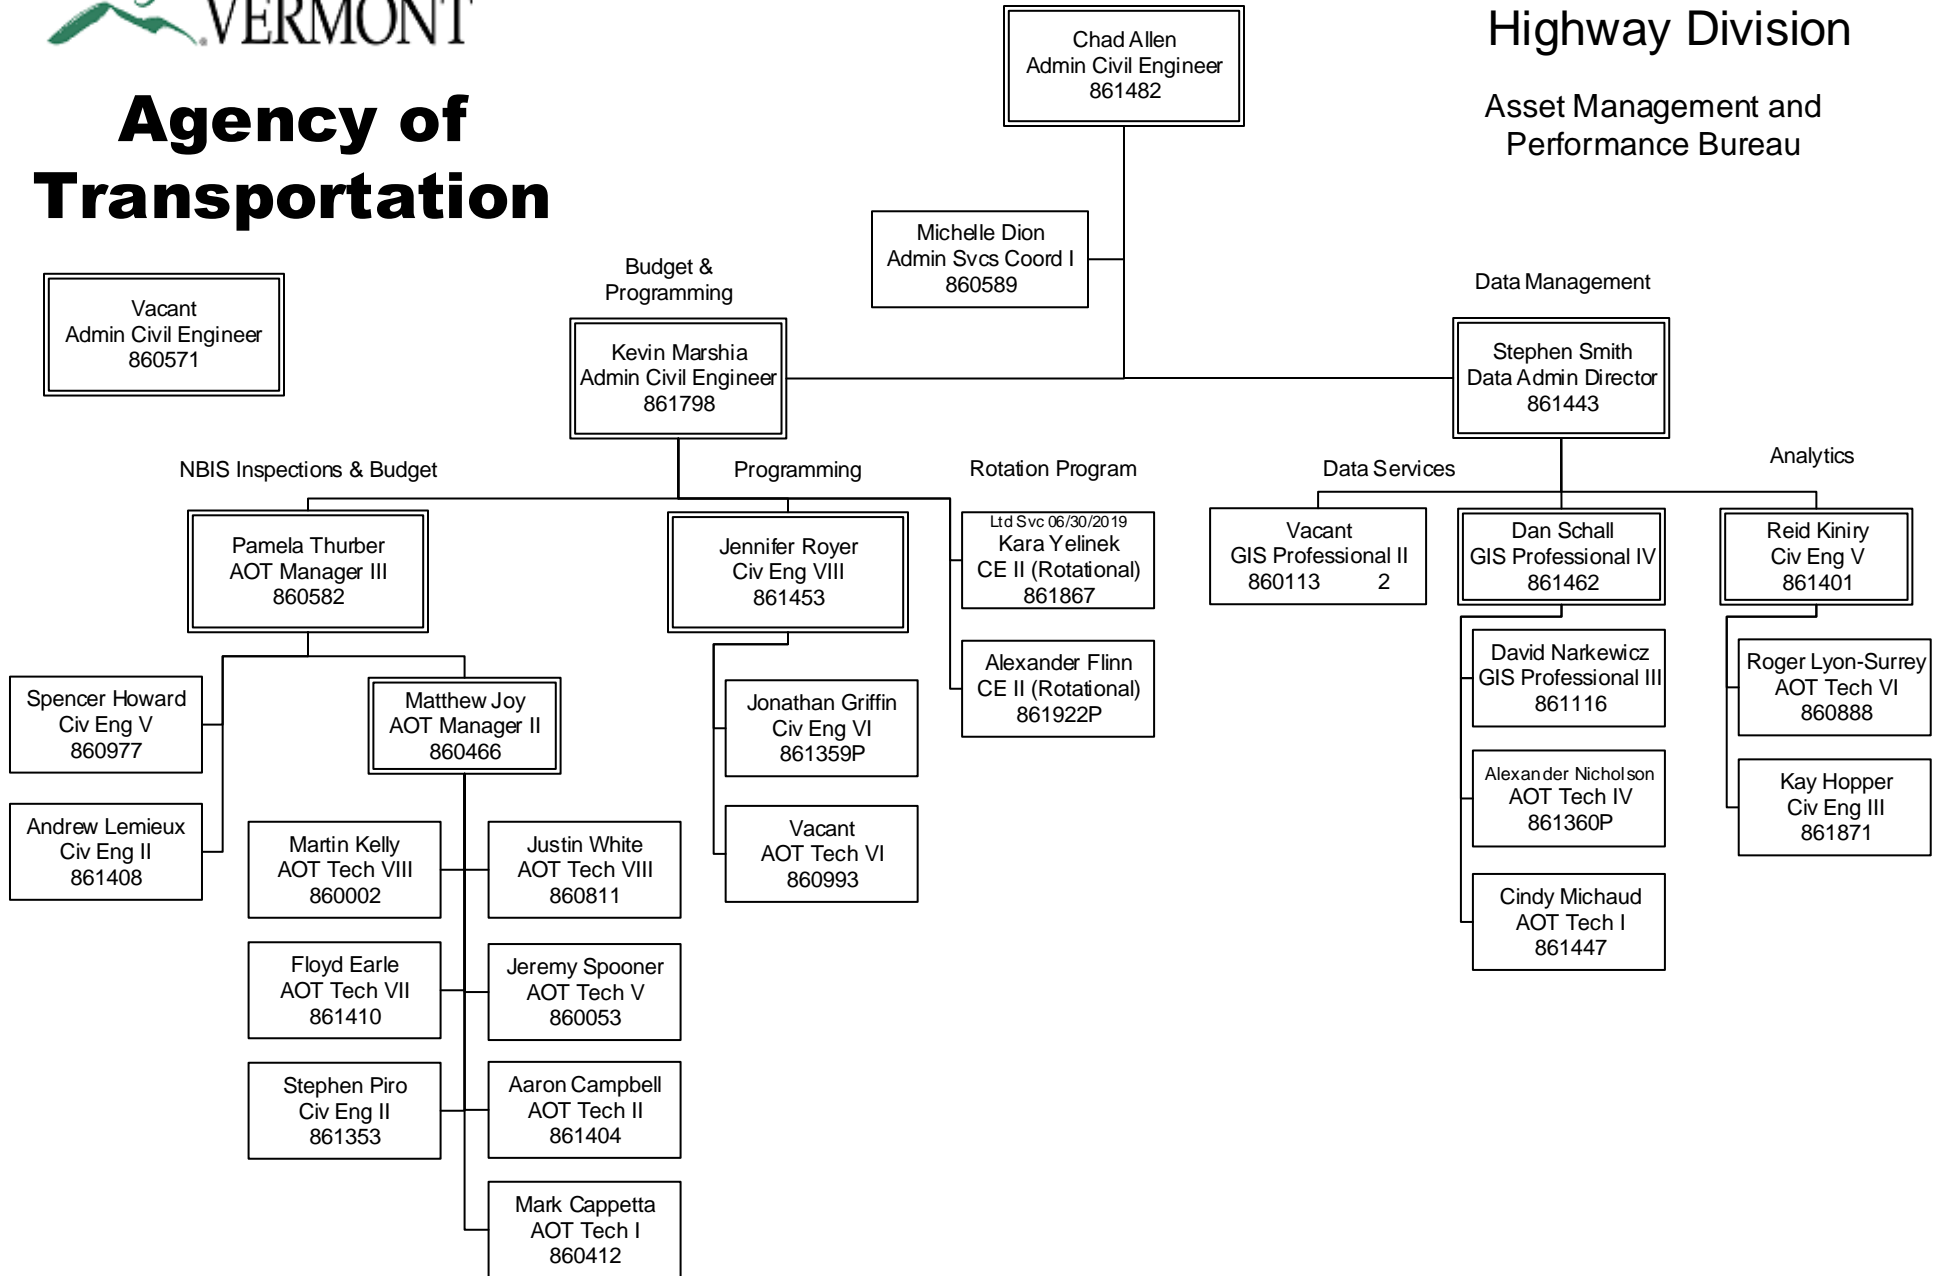 VERMONT
Agency of
Transportation
Highway Division
Asset Management and
Performance Bureau
Chad Allen
Admin Civil Engineer
861482
Michelle Dion
Admin Svcs Coord I
860589
Vacant
Admin Civil Engineer
860571
Budget &
Programming
Kevin Marshia
Admin Civil Engineer
861798
Data Management
Stephen Smith
Data Admin Director
861443
NBIS Inspections & Budget
Pamela Thurber
AOT Manager III
860582
Spencer Howard
Civ Eng V
860977
Andrew Lemieux
Civ Eng II
861408
Matthew Joy
AOT Manager II
860466
Martin Kelly
AOT Tech VIII
860002
Justin White
AOT Tech VIII
860811
Floyd Earle
AOT Tech VII
861410
Jeremy Spooner
AOT Tech V
860053
Stephen Piro
Civ Eng II
861353
Aaron Campbell
AOT Tech II
861404
Mark Cappetta
AOT Tech I
860412
Programming
Jennifer Royer
Civ Eng VIII
861453
Jonathan Griffin
Civ Eng VI
861359P
Vacant
AOT Tech VI
860993
Rotation Program
Ltd Svc 06/30/2019
Kara Yelinek
CE II (Rotational)
861867
Alexander Flinn
CE II (Rotational)
861922P
Data Services
Vacant
GIS Professional II
860113 2
Dan Schall
GIS Professional IV
861462
David Narkewicz
GIS Professional III
861116
Alexander Nicholson
AOT Tech IV
861360P
Cindy Michaud
AOT Tech I
861447
Analytics
Reid Kiniry
Civ Eng V
861401
Roger Lyon-Surrey
AOT Tech VI
860888
Kay Hopper
Civ Eng III
861871